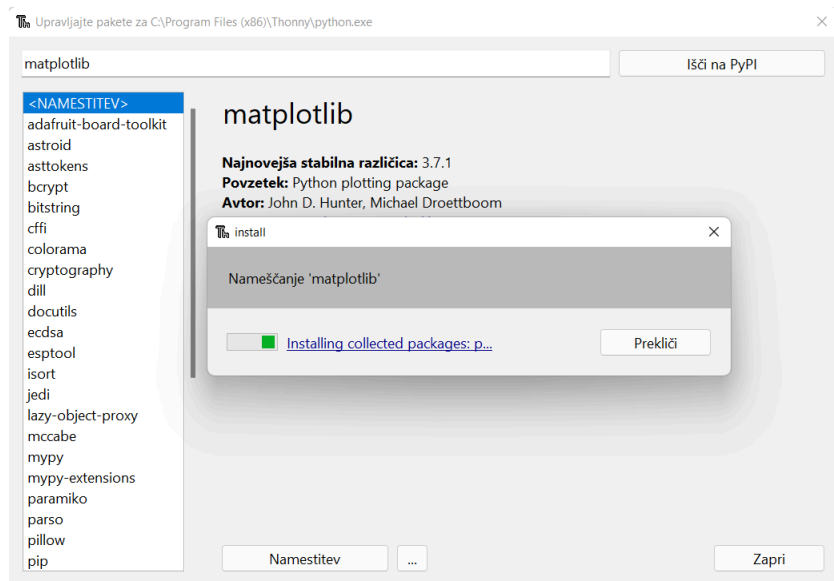 Upravljajte pakete za C:\Program Files (x86)\Thonny\python.exe
matplotlib
Išči na PyPI
<NAMESTITEV>
adafruit-board-toolkit
astroid
asttokens
bcrypt
bitstring
cffi
colorama
cryptography
dill
docutils
ecdsa
esptool
isort
jedi
lazy-object-proxy
mccabe
mypy
mypy-extensions
paramiko
parso
pillow
pip
matplotlib
Najnovejša stabilna različica: 3.7.1
Povzetek: Python plotting package
Avtor: John D. Hunter, Michael Droettboom
install
Nameščanje 'matplotlib'
Installing collected packages: p...
Prekliči
Namestitev
...
Zapri